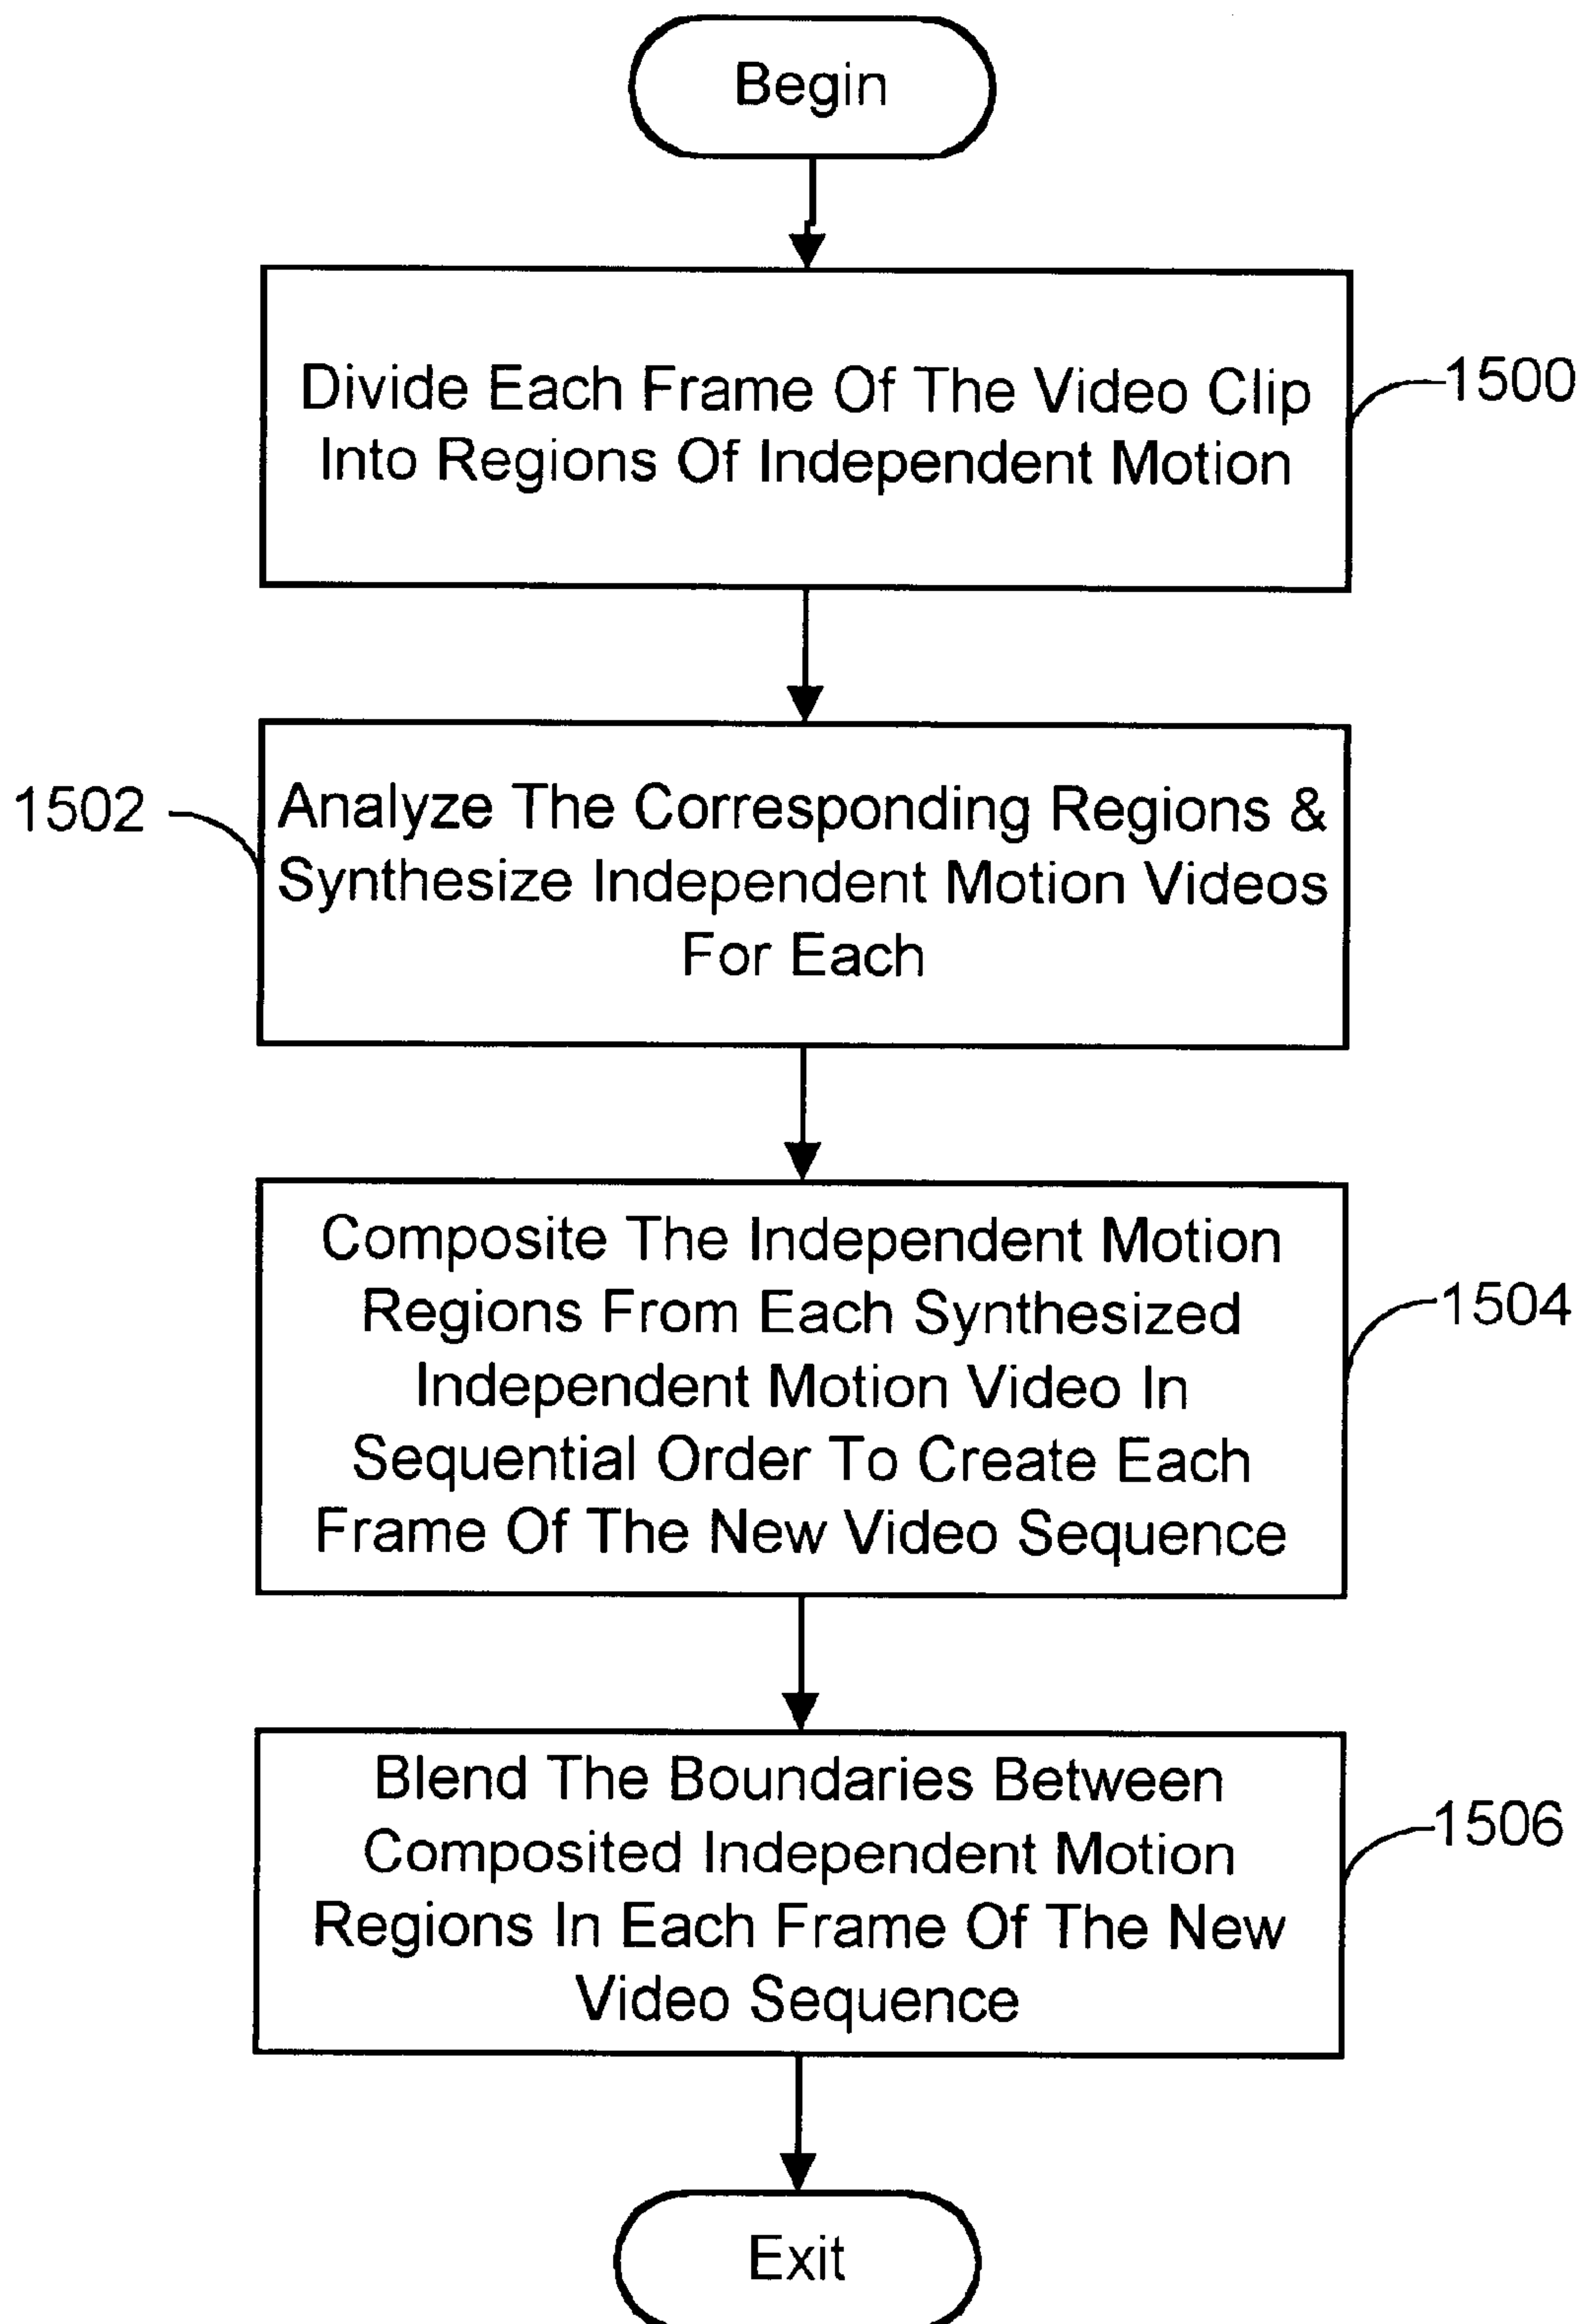 Begin
Divide Each Frame Of The Video Clip
Into Regions Of Independent Motion
1500
1502
Analyze The Corresponding Regions &
Synthesize Independent Motion Videos
For Each
Composite The Independent Motion
Regions From Each Synthesized
Independent Motion Video In
Sequential Order To Create Each
Frame Of The New Video Sequence
1504
Blend The Boundaries Between
Composited Independent Motion
Regions In Each Frame Of The New
Video Sequence
1506
Exit